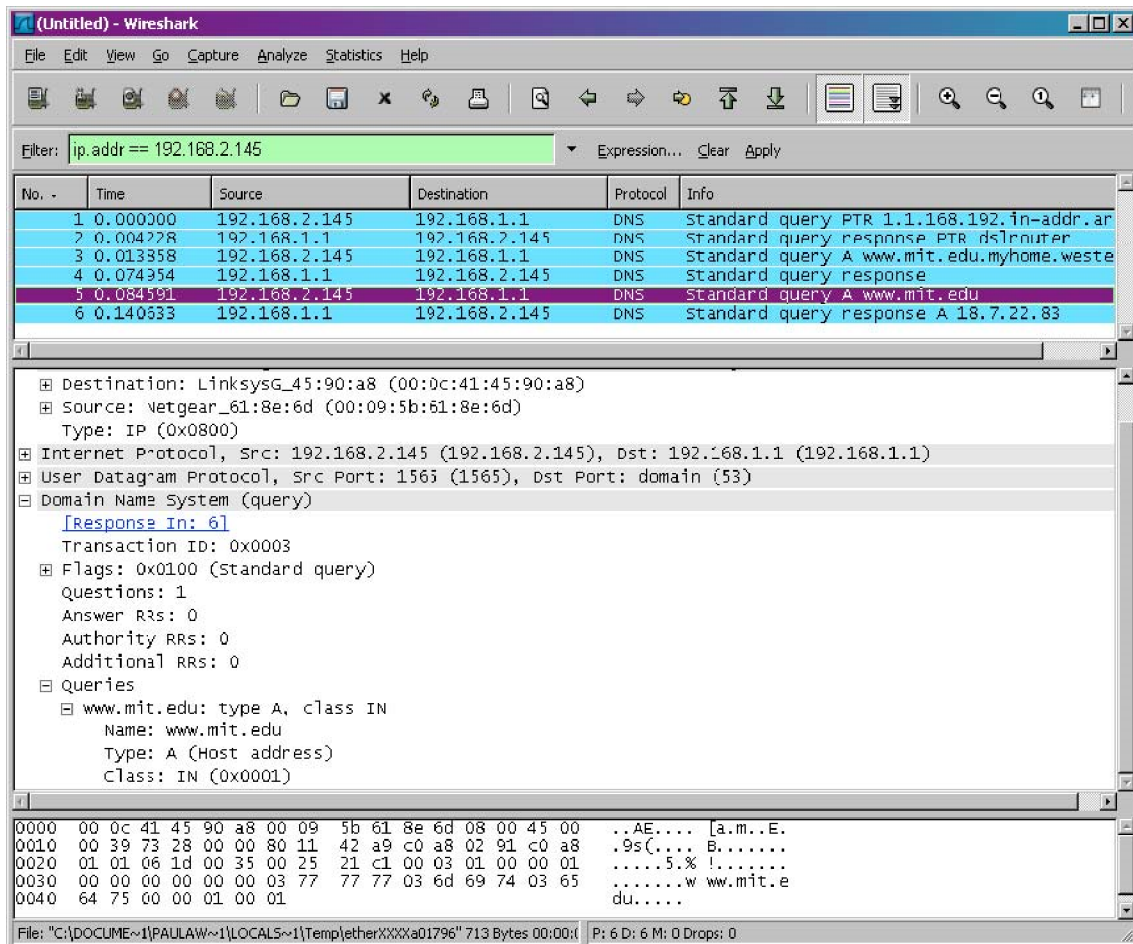 (Untitled) - Wireshark
File Edit View Go Capture Analyze Statistics Help
Filter: ip.addr == 192.168.2.145 Expression... Clear Apply
No. - Time Source Destination Protocol Info
1 0.000000 192.168.2.145 192.168.1.1 DNS Standard query PTR 1.1.168.192.in-addr.ar
2 0.004228 192.168.1.1 192.168.2.145 DNS Standard query response PTR dslrouter
3 0.013858 192.168.2.145 192.168.1.1 DNS Standard query A www.mit.edu.myhome.weste
4 0.074954 192.168.1.1 192.168.2.145 DNS Standard query response
5 0.084591 192.168.2.145 192.168.1.1 DNS Standard query A www.mit.edu
6 0.140633 192.168.1.1 192.168.2.145 DNS Standard query response A 18.7.22.83
Destination: LinksysG_45:90:a8 (00:0c:41:45:90:a8)
Source: Netgear_61:8e:6d (00:09:5b:61:8e:6d)
Type: IP (0x0800)
Internet Protocol, Src: 192.168.2.145 (192.168.2.145), Dst: 192.168.1.1 (192.168.1.1)
User Datagram Protocol, Src Port: 1565 (1565), Dst Port: domain (53)
Domain Name System (query)
[Response In: 6]
Transaction ID: 0x0003
Flags: 0x0100 (Standard query)
Questions: 1
Answer RRs: 0
Authority RRs: 0
Additional RRs: 0
Queries
www.mit.edu: type A, class IN
Name: www.mit.edu
Type: A (Host address)
Class: IN (0x0001)
0000 00 0c 41 45 90 a8 00 09 5b 61 8e 6d 08 00 45 00 ..AE.... [a.m..E.
0010 00 39 73 28 00 00 80 11 42 a9 c0 a8 02 91 c0 a8 .9s(.... B.......
0020 01 01 06 1d 00 35 00 25 21 c1 00 03 01 00 00 01 .....5.% !.......
0030 00 00 00 00 00 00 03 77 77 77 03 6d 69 74 03 65 .......w ww.mit.e
0040 64 75 00 00 01 00 01 du.....
File: "C:\DOCUME~1\PAULAW~1\LOCALS~1\Temp\etherXXXXa01796" 713 Bytes 00:00:( P: 6 D: 6 M: 0 Drops: 0